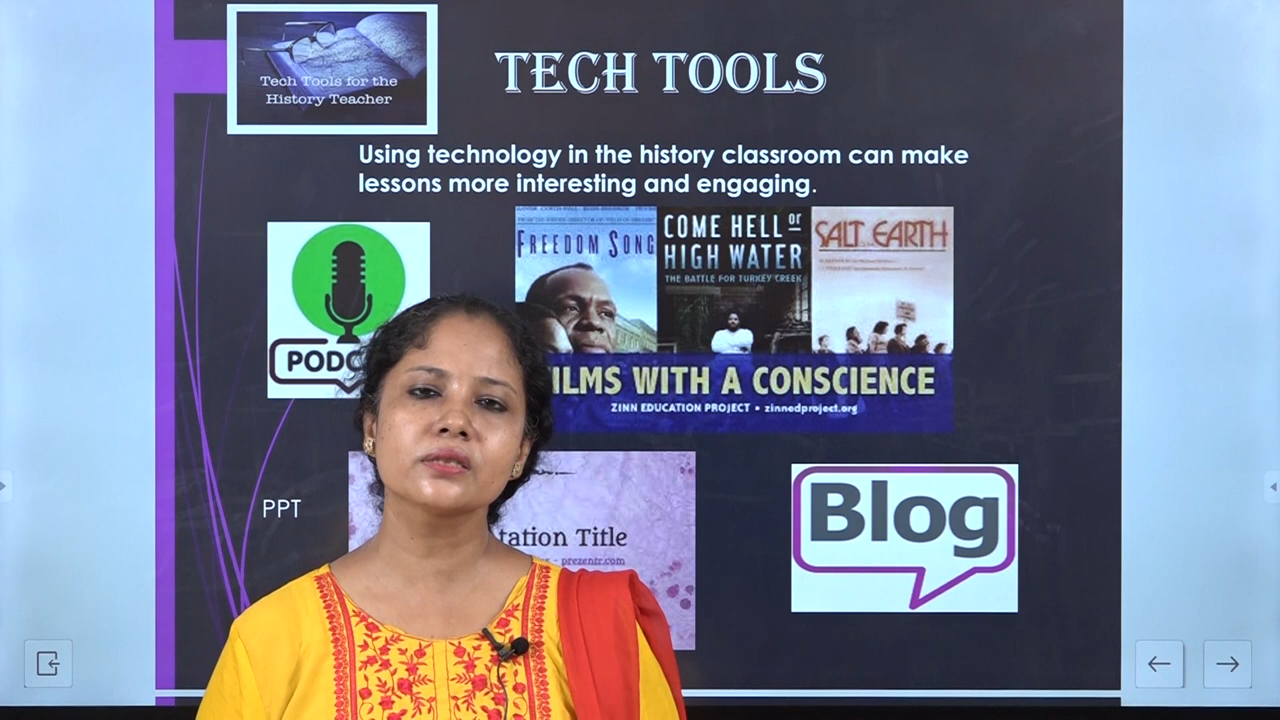 Tech Tools for the
History Teacher
TECH TOOLS
Using technology in the history classroom can make
lessons more interesting and engaging.
FREEDOM SONG
COME HELL or
HIGH WATER
THE BATTLE FOR TURKEY CREEK
SALT EARTH
PODC
ILMS WITH A CONSCIENCE
ZINN EDUCATION PROJECT • zinnedproject.org
PPT
tation Title
- prezentr.com
Blog